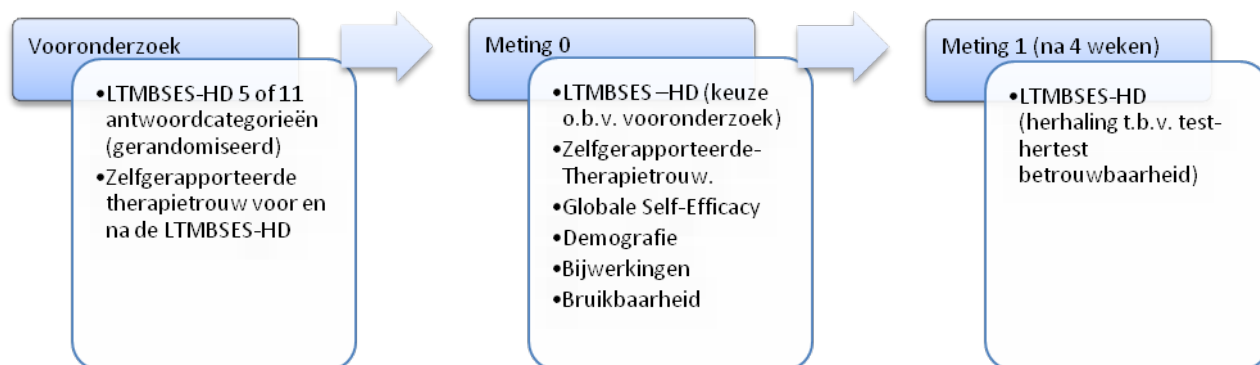 Vooronderzoek
•LTMBSES-HD 5 of 11
antwoordcategorieën
(gerandomiseerd)
•Zelfgerapporteerde
therapietrouw voor en
na de LTMBSES-HD
Meting 0
•LTMBSES –HD (keuze
o.b.v. vooronderzoek)
•Zelfgerapporteerde-
Therapietrouw.
•Globale Self-Efficacy
•Demografie
•Bijwerkingen
•Bruikbaarheid
Meting 1 (na 4 weken)
•LTMBSES-HD
(herhaling t.b.v. test-
hertest
betrouwbaarheid)